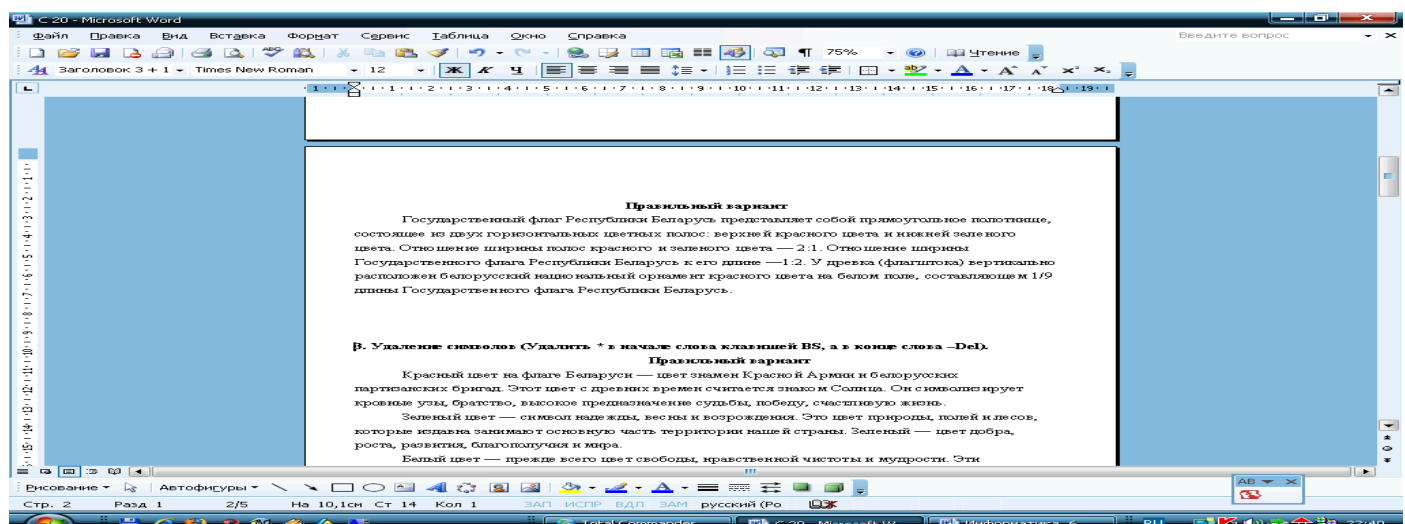 С 20 - Microsoft Word
Файл Правка Вид Вставка Формат Сервис Таблица Окно Справка Введите вопрос
75% Чтение
Заголовок 3 + 1 Times New Roman 12 Ж К Ч
Правильный вариант
Государственный флаг Республики Беларусь представляет собой прямоугольное полотнище,
состоящее из двух горизонтальных цветных полос: верхней красного цвета и нижней зеленого
цвета. Отношение ширины полос красного и зеленого цвета — 2:1. Отношение ширины
Государственного флага Республики Беларусь к его длине —1:2. У древка (флагштока) вертикально
расположен белорусский национальный орнамент красного цвета на белом поле, составляющем 1/9
длины Государственного флага Республики Беларусь.
3. Удаление символов (Удалить * в начале слова клавишей BS, а в конце слова –Del).
Правильный вариант
Красный цвет на флаге Беларуси — цвет знамен Красной Армии и белорусских
партизанских бригад. Этот цвет с древних времен считается знаком Солнца. Он символизирует
кровные узы, братство, высокое предназначение судьбы, победу, счастливую жизнь.
Зеленый цвет — символ надежды, весны и возрождения. Это цвет природы, полей и лесов,
которые издавна занимают основную часть территории нашей страны. Зеленый — цвет добра,
роста, развития, благополучия и мира.
Белый цвет — прежде всего цвет свободы, нравственной чистоты и мудрости. Эти
Рисование Автофигуры
АВ
Стр. 2 Разд 1 2/5 На 10,1см Ст 14 Кол 1 ЗАП ИСПР ВДЛ ЗАМ русский (Ро
Total Commander С 20 - Microsoft W... Информатика_6 RU 22:40